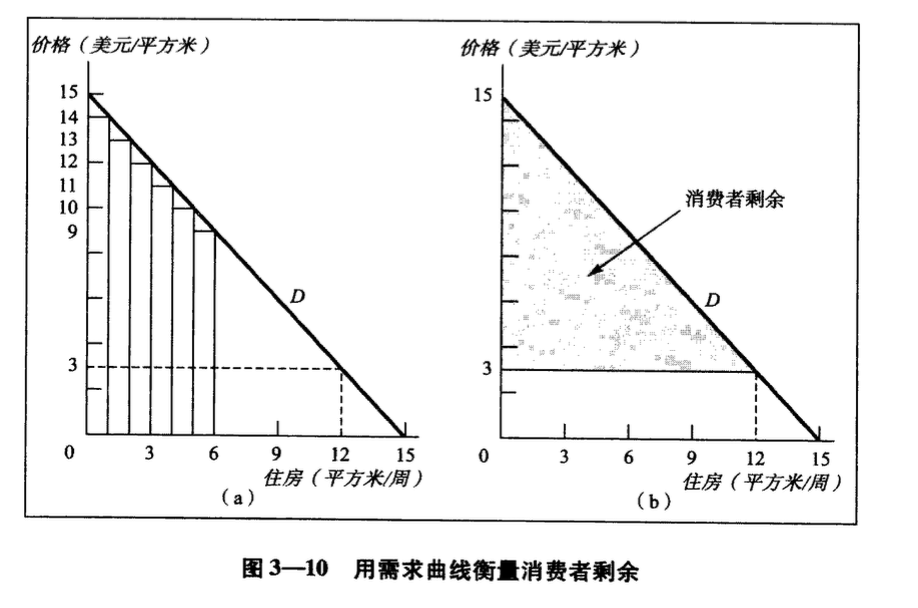 价格（美元/平方米）
15
14
13
12
11
10
9
3
D
0
3
6
9
12
15
住房（平方米/周）
（a）
价格（美元/平方米）
15
消费者剩余
D
3
0
3
6
9
12
15
住房（平方米/周）
（b）
图 3—10 用需求曲线衡量消费者剩余